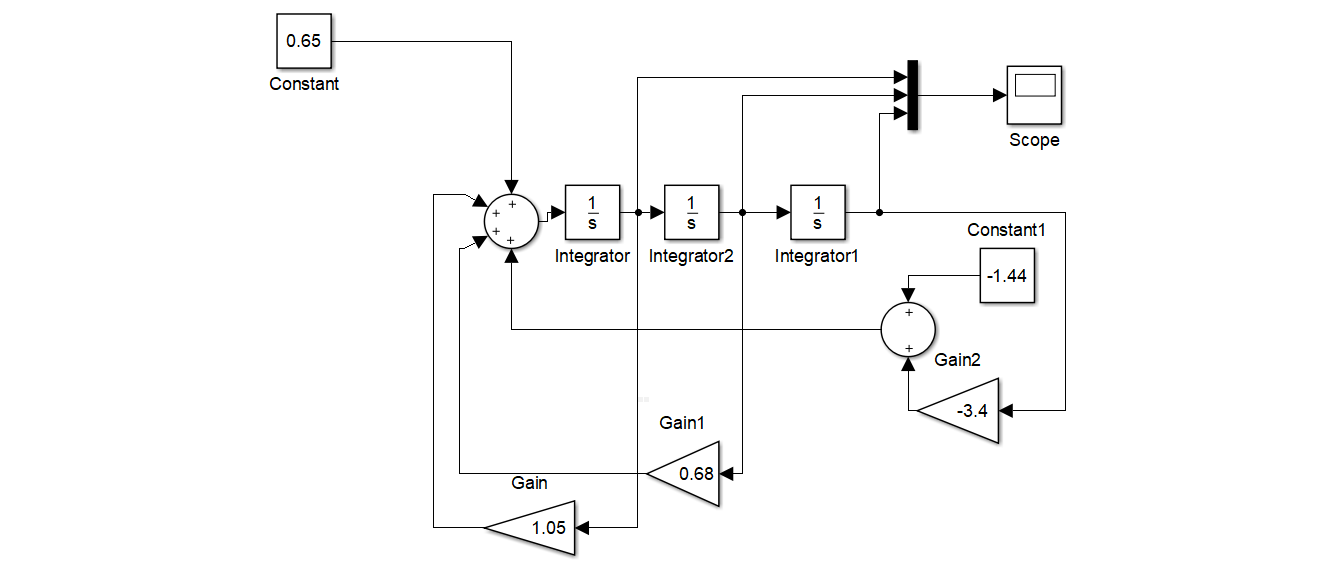 0.65
Constant
Scope
+
+
+
+
1
s
Integrator
1
s
Integrator2
1
s
Integrator1
Constant1
-1.44
+
+
Gain2
-3.4
Gain1
0.68
Gain
1.05